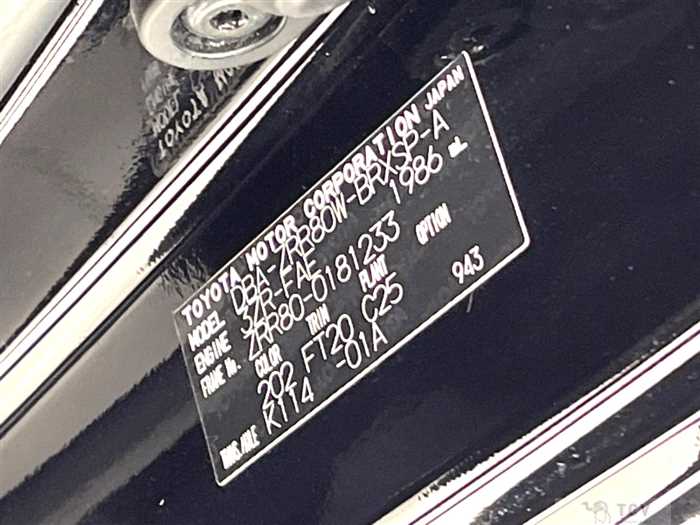 TOYOTA MOTOR CORPORATION JAPAN
MODEL DBA-ZRR80W-BRXSP-A
ENGINE 3ZR-FAE 1986 mL
FRAME No. ZRR80-0181233
COLOR TRIM PLANT OPTION
202 FT20 C25 943
TRANS/AXLE K114 -01A
TCV